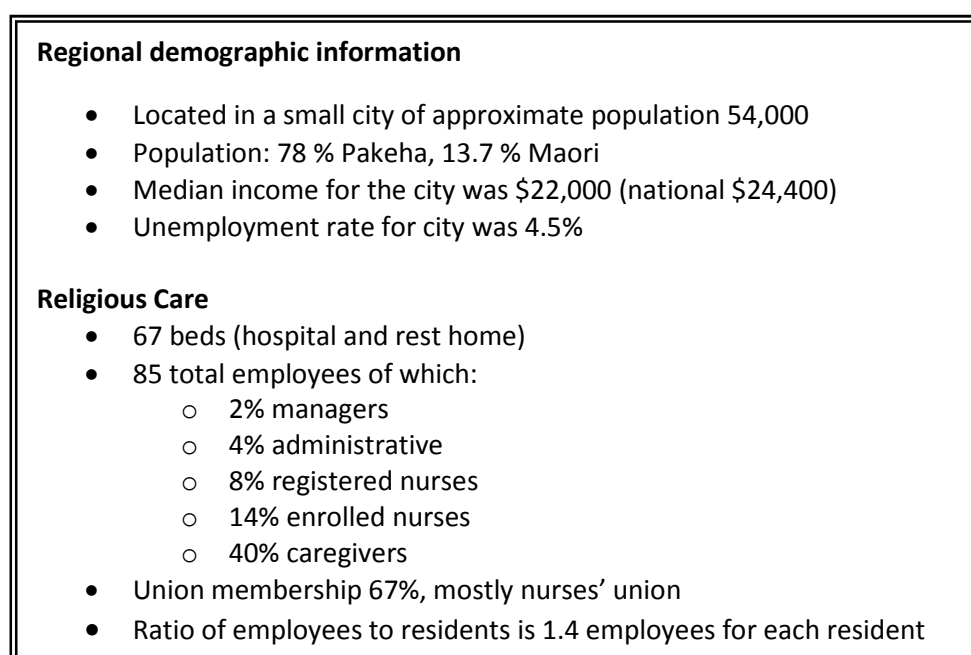 Regional demographic information
• Located in a small city of approximate population 54,000
• Population: 78 % Pakeha, 13.7 % Maori
• Median income for the city was $22,000 (national $24,400)
• Unemployment rate for city was 4.5%
Religious Care
• 67 beds (hospital and rest home)
• 85 total employees of which:
o 2% managers
o 4% administrative
o 8% registered nurses
o 14% enrolled nurses
o 40% caregivers
• Union membership 67%, mostly nurses’ union
• Ratio of employees to residents is 1.4 employees for each resident